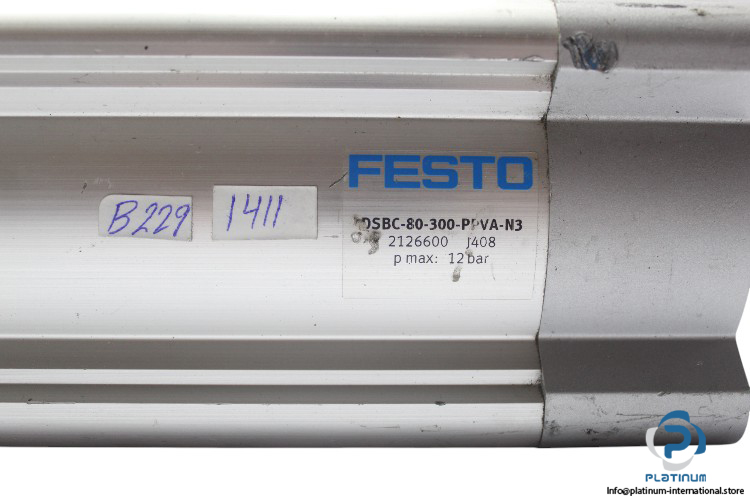 FESTO
B229
1411
DSBC-80-300-PPVA-N3
2126600 J408
p max: 12 bar
PLATINUM
Info@platinum-international.store